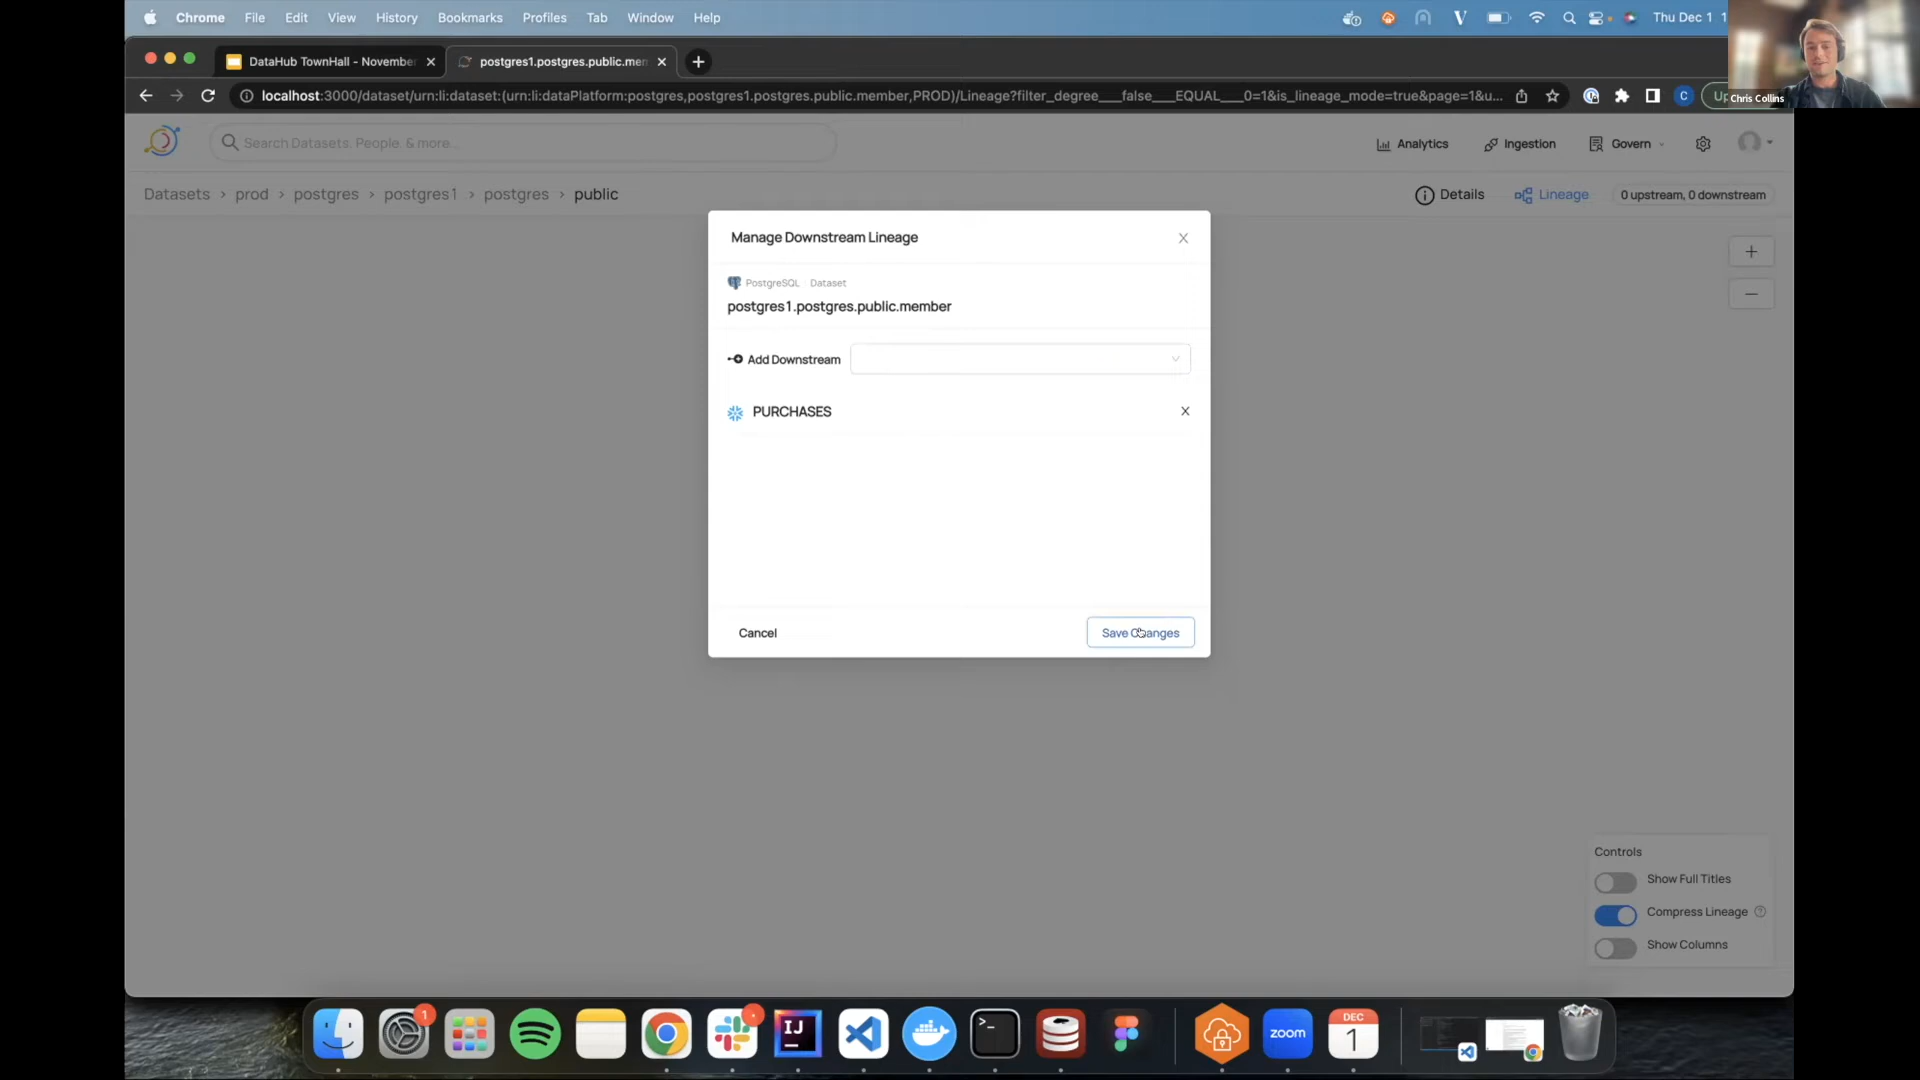 Chrome File Edit View History Bookmarks Profiles Tab Window Help
Thu Dec 1 1
DataHub TownHall - November
postgres1.postgres.public.mem
localhost:3000/dataset/urn:li:dataset:(urn:li:dataPlatform:postgres,postgres1.postgres.public.member,PROD)/Lineage?filter_degree___false___EQUAL___0=1&is_lineage_mode=true&page=1&u...
C
Chris Collins
Search Datasets, People, & more...
Analytics
Ingestion
Govern
Datasets > prod > postgres > postgres1 > postgres > public
Details
Lineage
0 upstream, 0 downstream
Manage Downstream Lineage
PostgreSQL Dataset
postgres1.postgres.public.member
Add Downstream
PURCHASES
Cancel
Save Changes
Controls
Show Full Titles
Compress Lineage
Show Columns
1
IJ
zoom
DEC
1